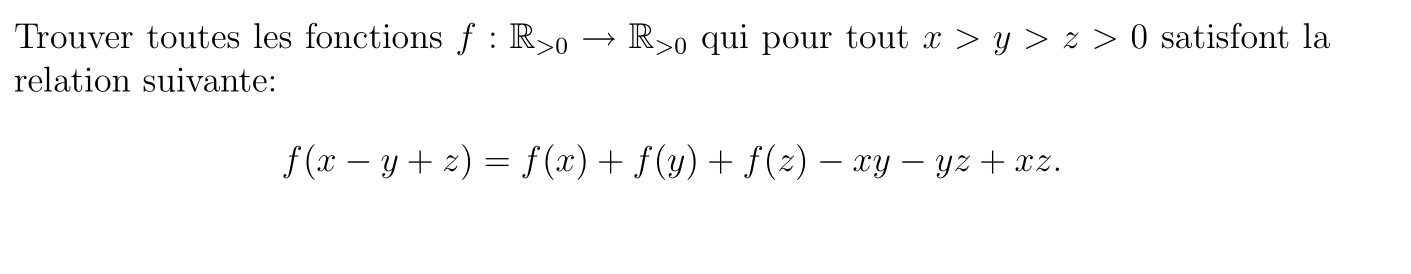 Trouver toutes les fonctions f : ℝ>0 → ℝ>0 qui pour tout x > y > z > 0 satisfont la
relation suivante:
f(x − y + z) = f(x) + f(y) + f(z) − xy − yz + xz.